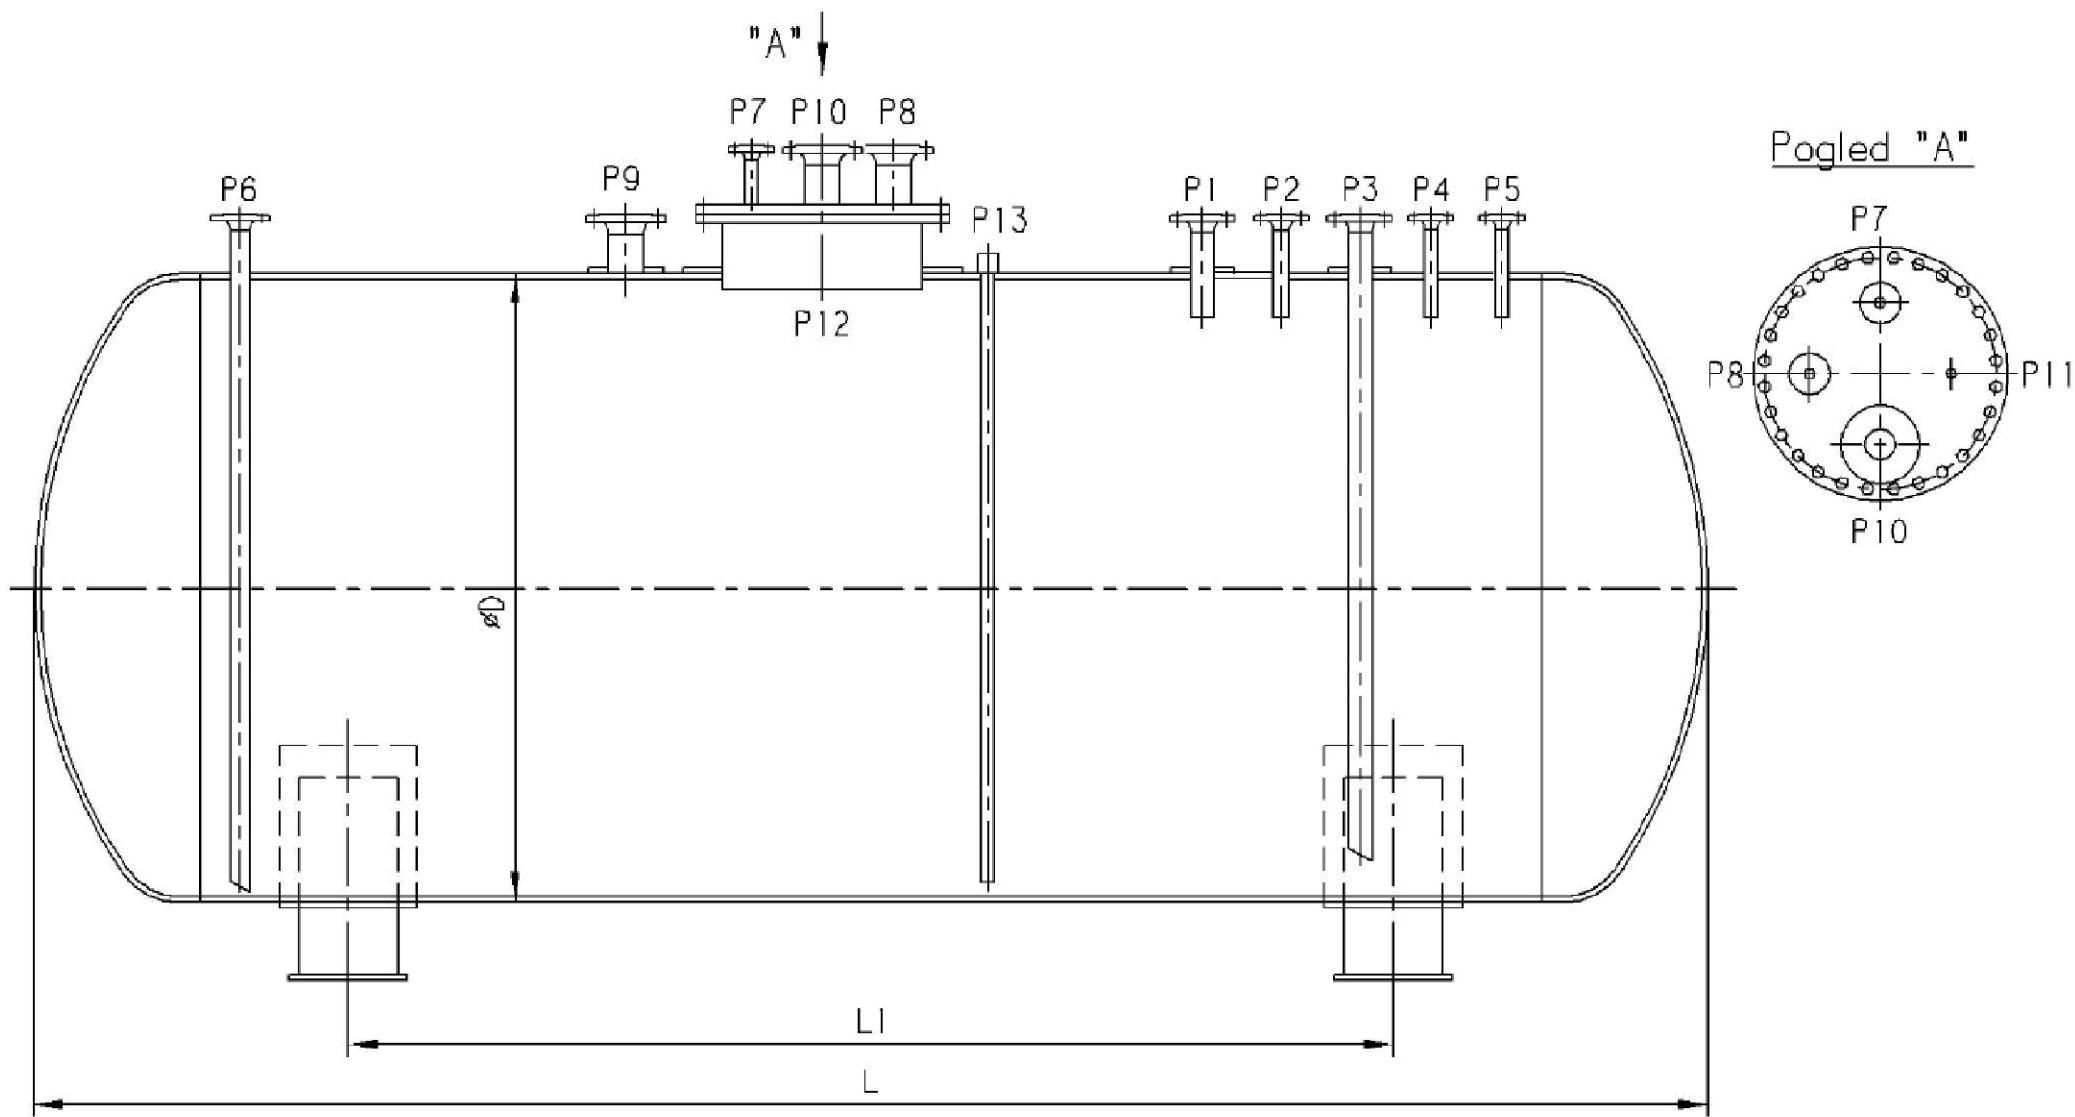 "A"
P7 P10 P8
Pogled "A"
P6 P9 P13 P1 P2 P3 P4 P5
P7
P12
P8 P11
P10
øD
L1
L